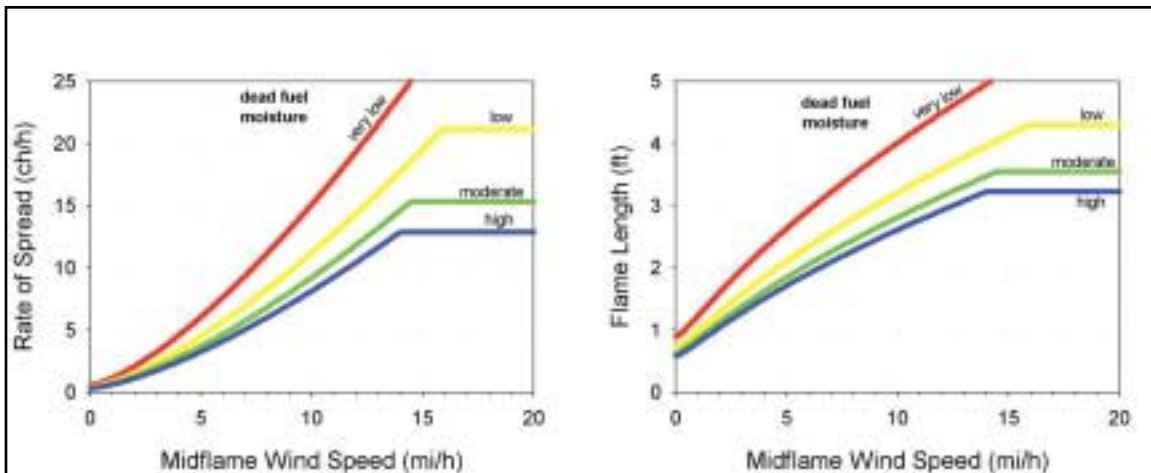 Rate of Spread (ch/h)
25
20
15
10
5
0
dead fuel
moisture
very low
low
moderate
high
0 5 10 15 20
Midflame Wind Speed (mi/h)
Flame Length (ft)
5
4
3
2
1
0
dead fuel
moisture
very low
low
moderate
high
0 5 10 15 20
Midflame Wind Speed (mi/h)